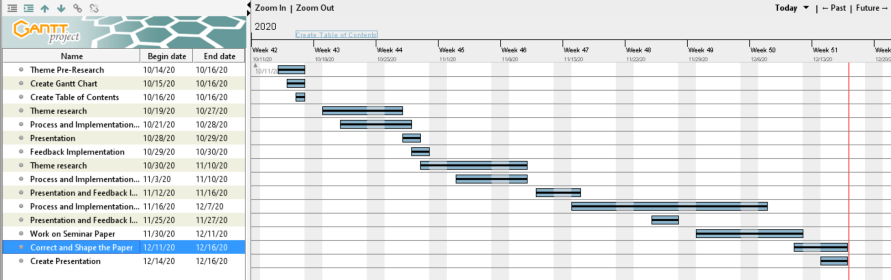 Zoom In | Zoom Out
Today ▼ | ←Past | Future→
GANTT
project
2020
Create Table of Contents
Name Begin date End date
Week 42 Week 43 Week 44 Week 45 Week 46 Week 47 Week 48 Week 49 Week 50 Week 51 Week
10/11/20 10/18/20 10/25/20 11/1/20 11/8/20 11/15/20 11/22/20 11/29/20 12/6/20 12/13/20
Theme Pre-Research 10/14/20 10/16/20
Create Gantt Chart 10/15/20 10/16/20
Create Table of Contents 10/16/20 10/16/20
Theme research 10/19/20 10/27/20
Process and Implementation... 10/21/20 10/28/20
Presentation 10/28/20 10/29/20
Feedback Implementation 10/29/20 10/30/20
Theme research 10/30/20 11/10/20
Process and Implementation... 11/3/20 11/10/20
Presentation and Feedback I... 11/12/20 11/16/20
Process and Implementation... 11/16/20 12/7/20
Presentation and Feedback I... 11/25/20 11/27/20
Work on Seminar Paper 11/30/20 12/11/20
Correct and Shape the Paper 12/11/20 12/16/20
Create Presentation 12/14/20 12/16/20